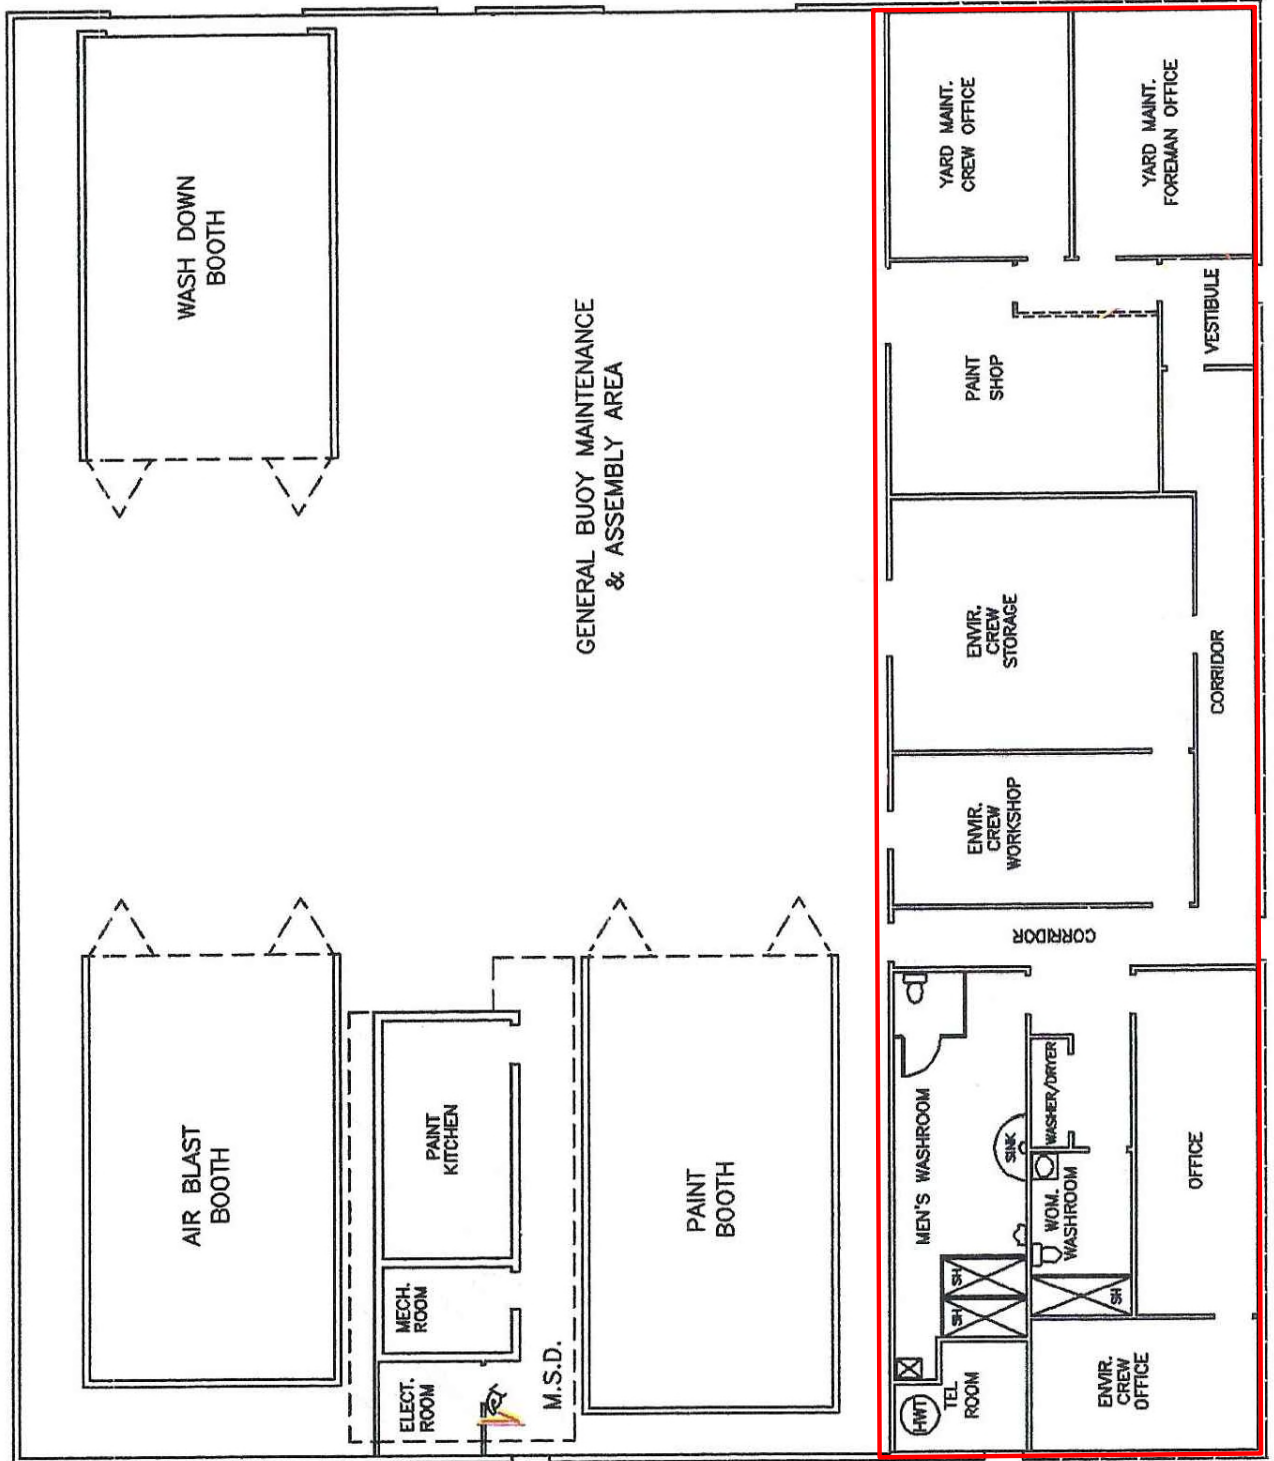 WASH DOWN
BOOTH
YARD MAINT.
CREW OFFICE
YARD MAINT.
FOREMAN OFFICE
VESTIBULE
PAINT
SHOP
GENERAL BUOY MAINTENANCE
& ASSEMBLY AREA
ENVIR.
CREW
STORAGE
CORRIDOR
ENVIR.
CREW
WORKSHOP
CORRIDOR
AIR BLAST
BOOTH
PAINT
KITCHEN
MECH.
ROOM
ELECT.
ROOM
M.S.D.
PAINT
BOOTH
MEN'S WASHROOM
SINK
WASHER/DRYER
WOM.
WASHROOM
OFFICE
SH
SH
SH
HWT
TEL
ROOM
ENVIR.
CREW
OFFICE